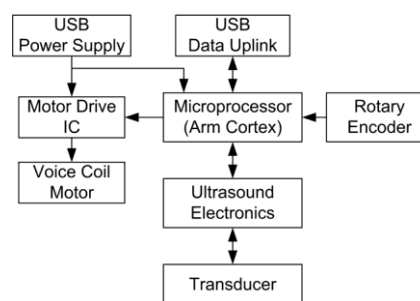 USB
Power Supply
USB
Data Uplink
Motor Drive
IC
Microprocessor
(Arm Cortex)
Rotary
Encoder
Voice Coil
Motor
Ultrasound
Electronics
Transducer